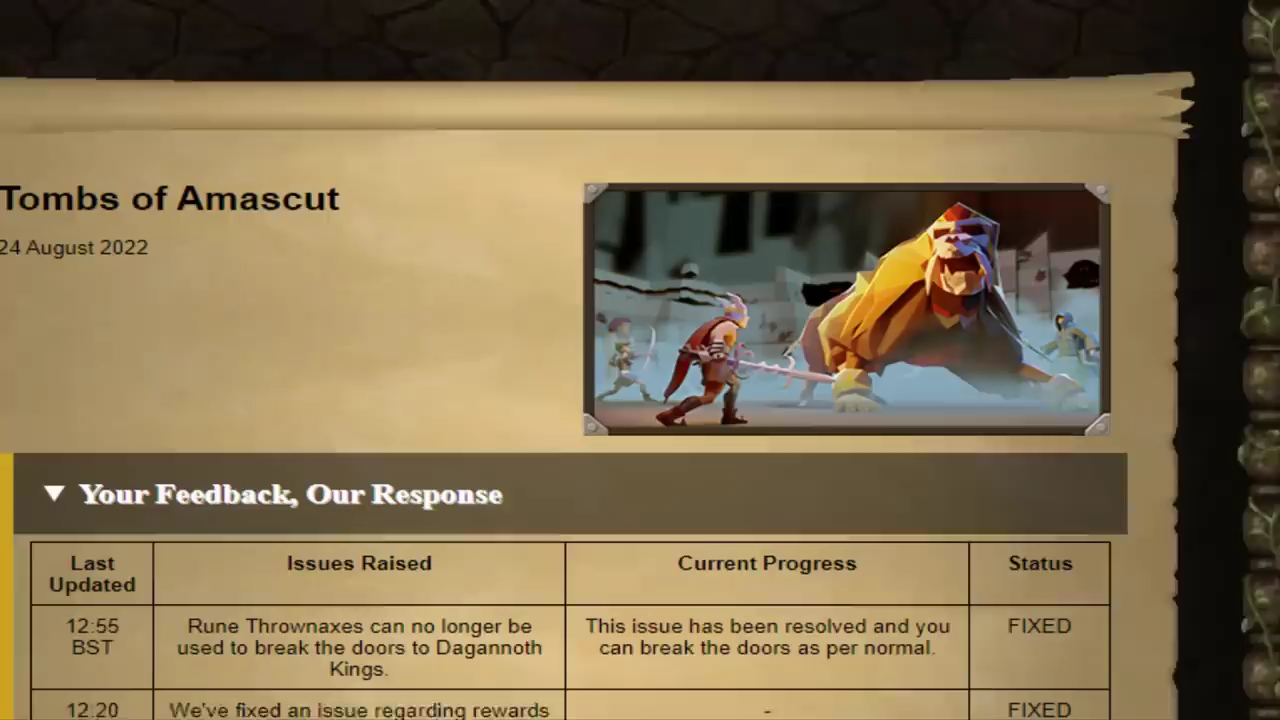 Tombs of Amascut
24 August 2022
▼ Your Feedback, Our Response
Last Updated
Issues Raised
Current Progress
Status
12:55
BST
Rune Thrownaxes can no longer be
used to break the doors to Dagannoth
Kings.
This issue has been resolved and you
can break the doors as per normal.
FIXED
12.20
We've fixed an issue regarding rewards
-
FIXED